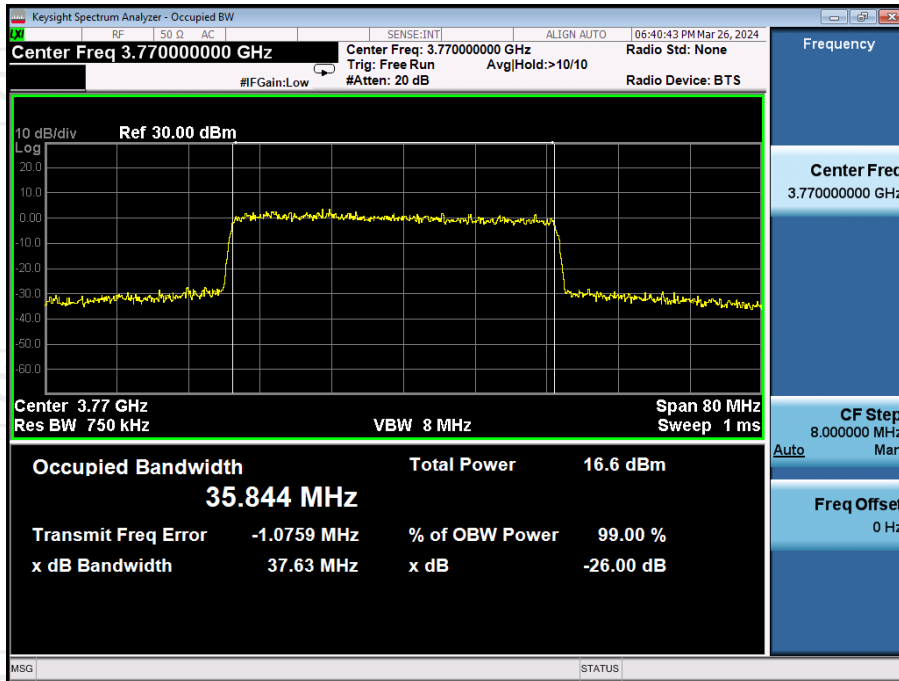 Keysight Spectrum Analyzer - Occupied BW
LXI RF 50 Ω AC SENSE:INT ALIGN AUTO 06:40:43 PM Mar 26, 2024
Center Freq 3.770000000 GHz
Center Freq: 3.770000000 GHz Radio Std: None
Trig: Free Run Avg|Hold:>10/10
#IFGain:Low #Atten: 20 dB Radio Device: BTS
10 dB/div Ref 30.00 dBm
Log
20.0
10.0
0.00
-10.0
-20.0
-30.0
-40.0
-50.0
-60.0
Center 3.77 GHz Span 80 MHz
Res BW 750 kHz VBW 8 MHz Sweep 1 ms
Occupied Bandwidth Total Power 16.6 dBm
35.844 MHz
Transmit Freq Error -1.0759 MHz % of OBW Power 99.00 %
x dB Bandwidth 37.63 MHz x dB -26.00 dB
MSG STATUS
Frequency
Center Freq
3.770000000 GHz
CF Step
8.000000 MHz
Auto Man
Freq Offset
0 Hz